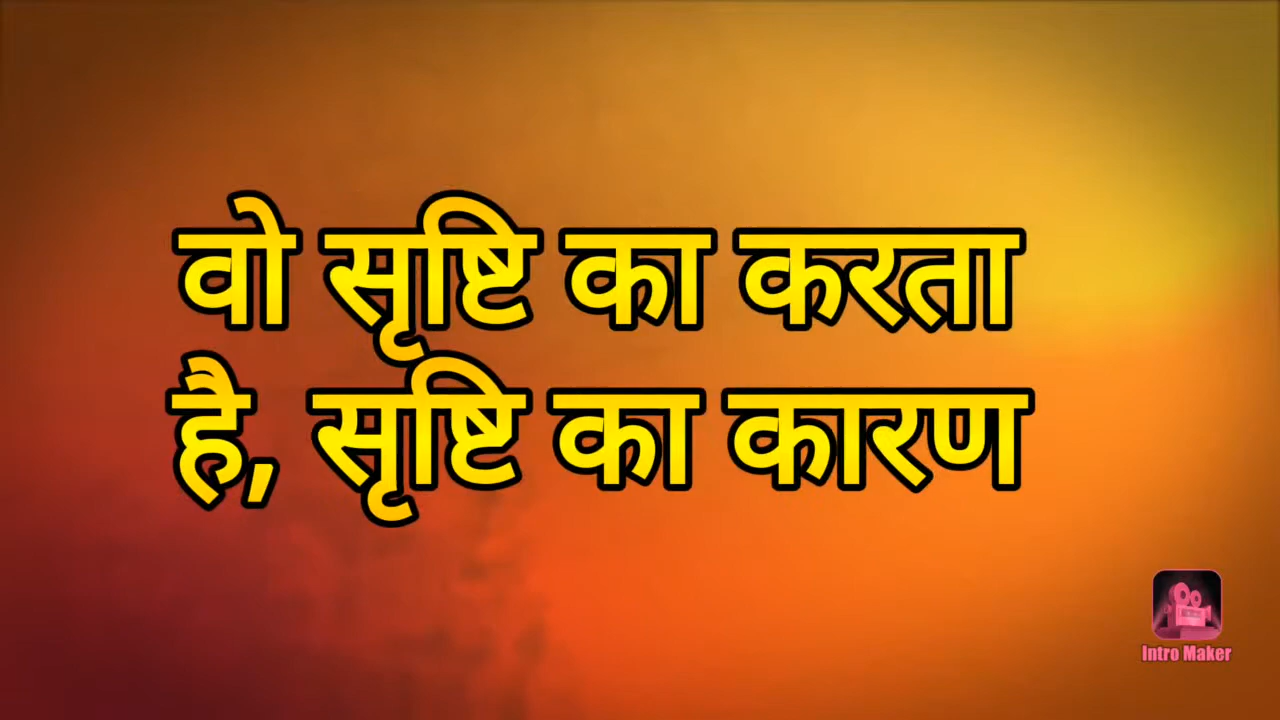 वो सृष्टि का करता
है, सृष्टि का कारण
Intro Maker